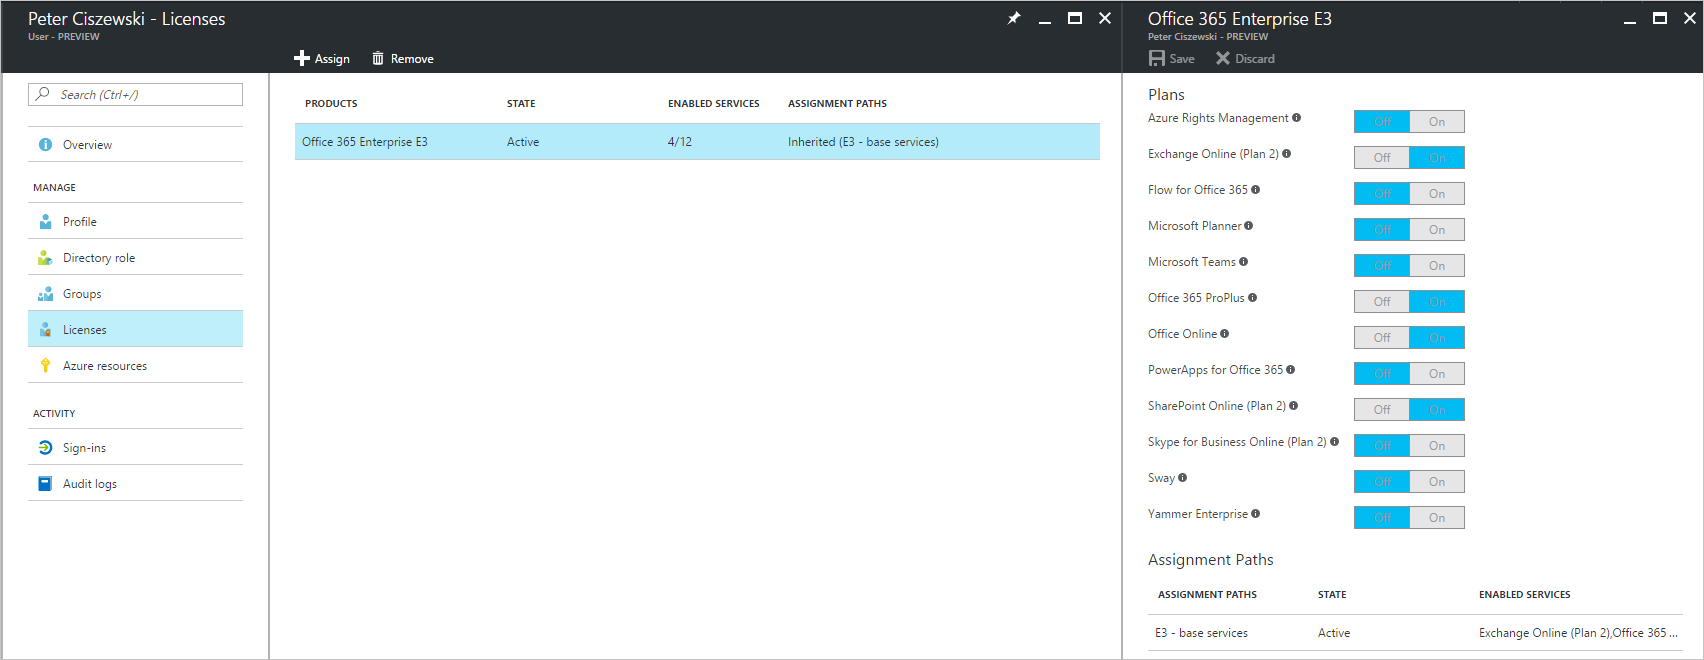 Peter Ciszewski - Licenses
User - PREVIEW
Assign Remove
Search (Ctrl+/)
Overview
MANAGE
Profile
Directory role
Groups
Licenses
Azure resources
ACTIVITY
Sign-ins
Audit logs
PRODUCTS STATE ENABLED SERVICES ASSIGNMENT PATHS
Office 365 Enterprise E3 Active 4/12 Inherited (E3 - base services)
Office 365 Enterprise E3
Peter Ciszewski - PREVIEW
Save Discard
Plans
Azure Rights Management Off On
Exchange Online (Plan 2) Off On
Flow for Office 365 Off On
Microsoft Planner Off On
Microsoft Teams Off On
Office 365 ProPlus Off On
Office Online Off On
PowerApps for Office 365 Off On
SharePoint Online (Plan 2) Off On
Skype for Business Online (Plan 2) Off On
Sway Off On
Yammer Enterprise Off On
Assignment Paths
ASSIGNMENT PATHS STATE ENABLED SERVICES
E3 - base services Active Exchange Online (Plan 2),Office 365 ...